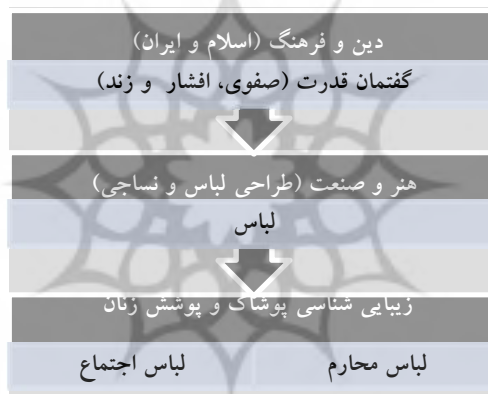 دین و فرهنگ (اسلام و ایران)
گفتمان قدرت (صفوی، افشار و زند)
هنر و صنعت (طراحی لباس و نساجی)
لباس
زیبایی شناسی پوشاک و پوشش زنان
لباس محارم
لباس اجتماع